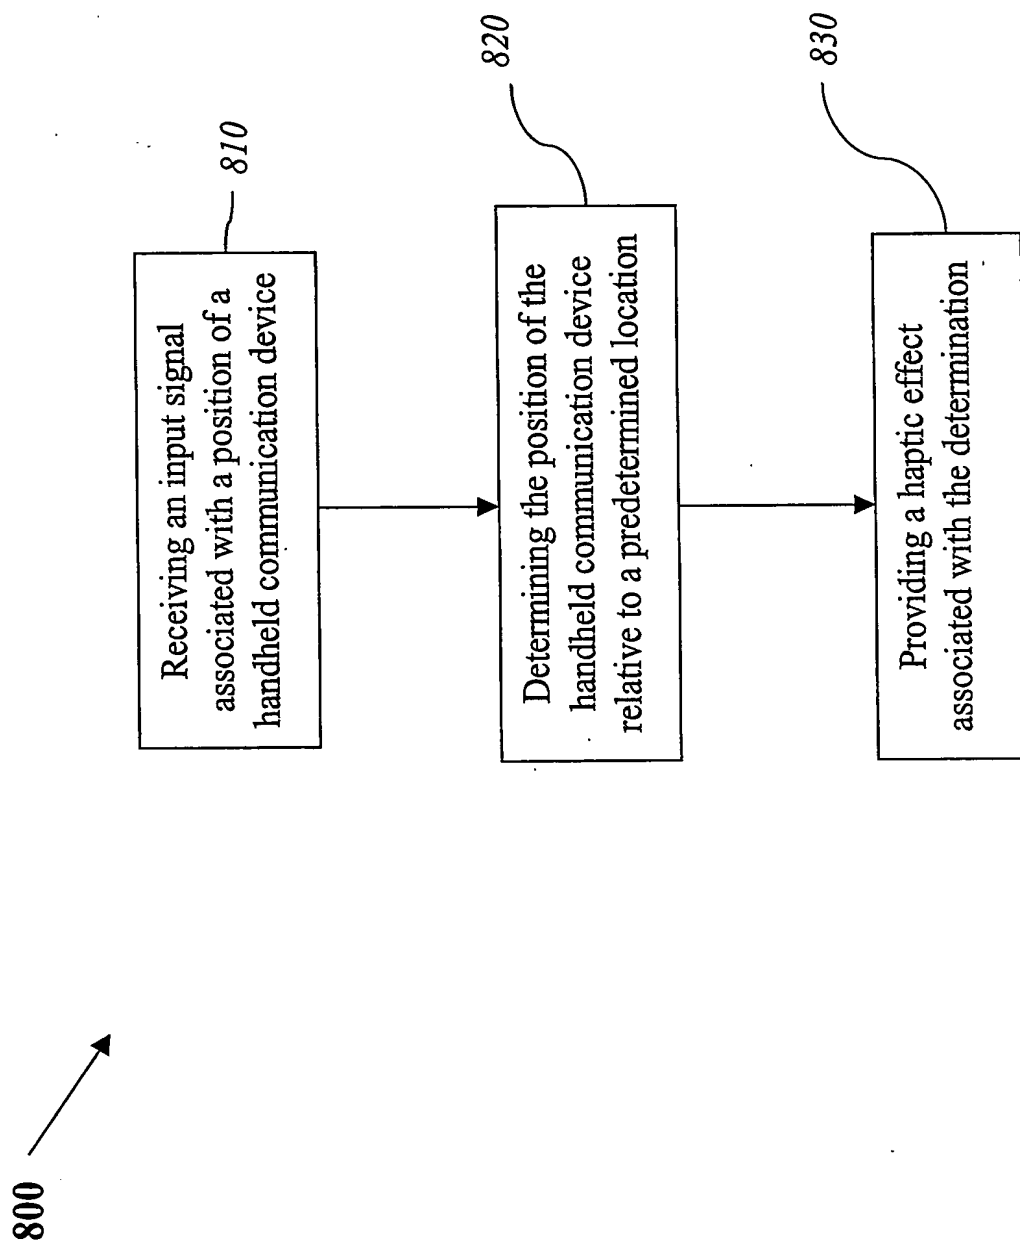 800
Receiving an input signal
associated with a position of a
handheld communication device
810
Determining the position of the
handheld communication device
relative to a predetermined location
820
Providing a haptic effect
associated with the determination
830